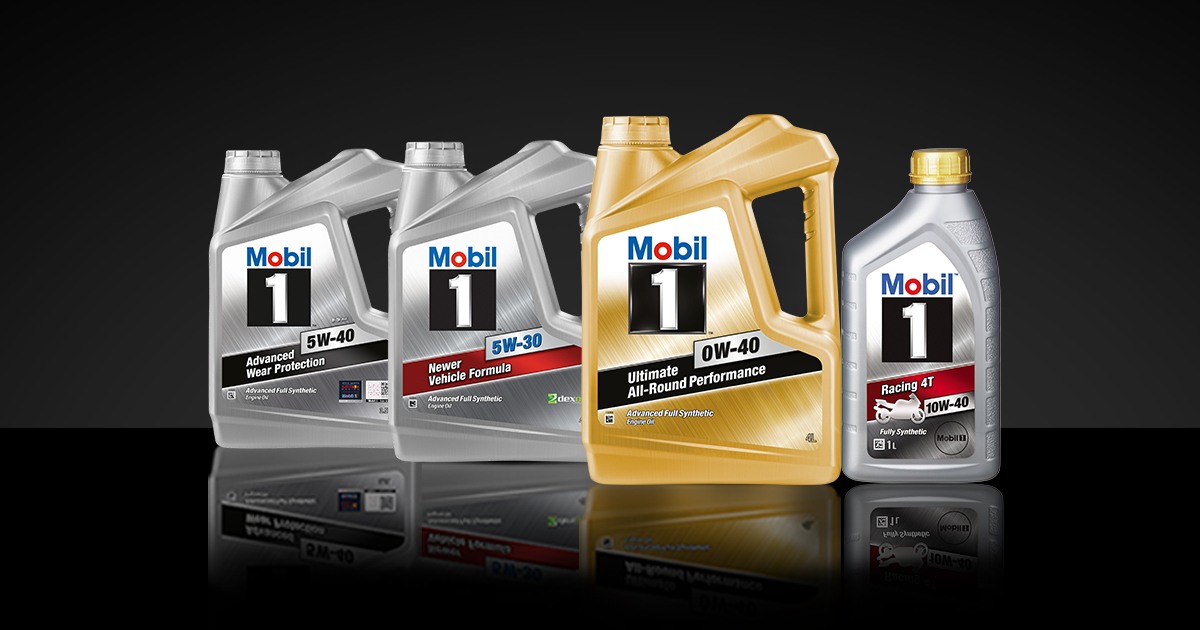 Mobil
1
5W-40
Advanced
Wear Protection
Advanced Full Synthetic
Engine Oil
Mobil
1
5W-30
Newer
Vehicle Formula
Advanced Full Synthetic
Engine Oil
Mobil
1
0W-40
Ultimate
All-Round Performance
Advanced Full Synthetic
Engine Oil
4L
Mobil™
1
Racing 4T
10W-40
Fully Synthetic
Mobil 1
1L